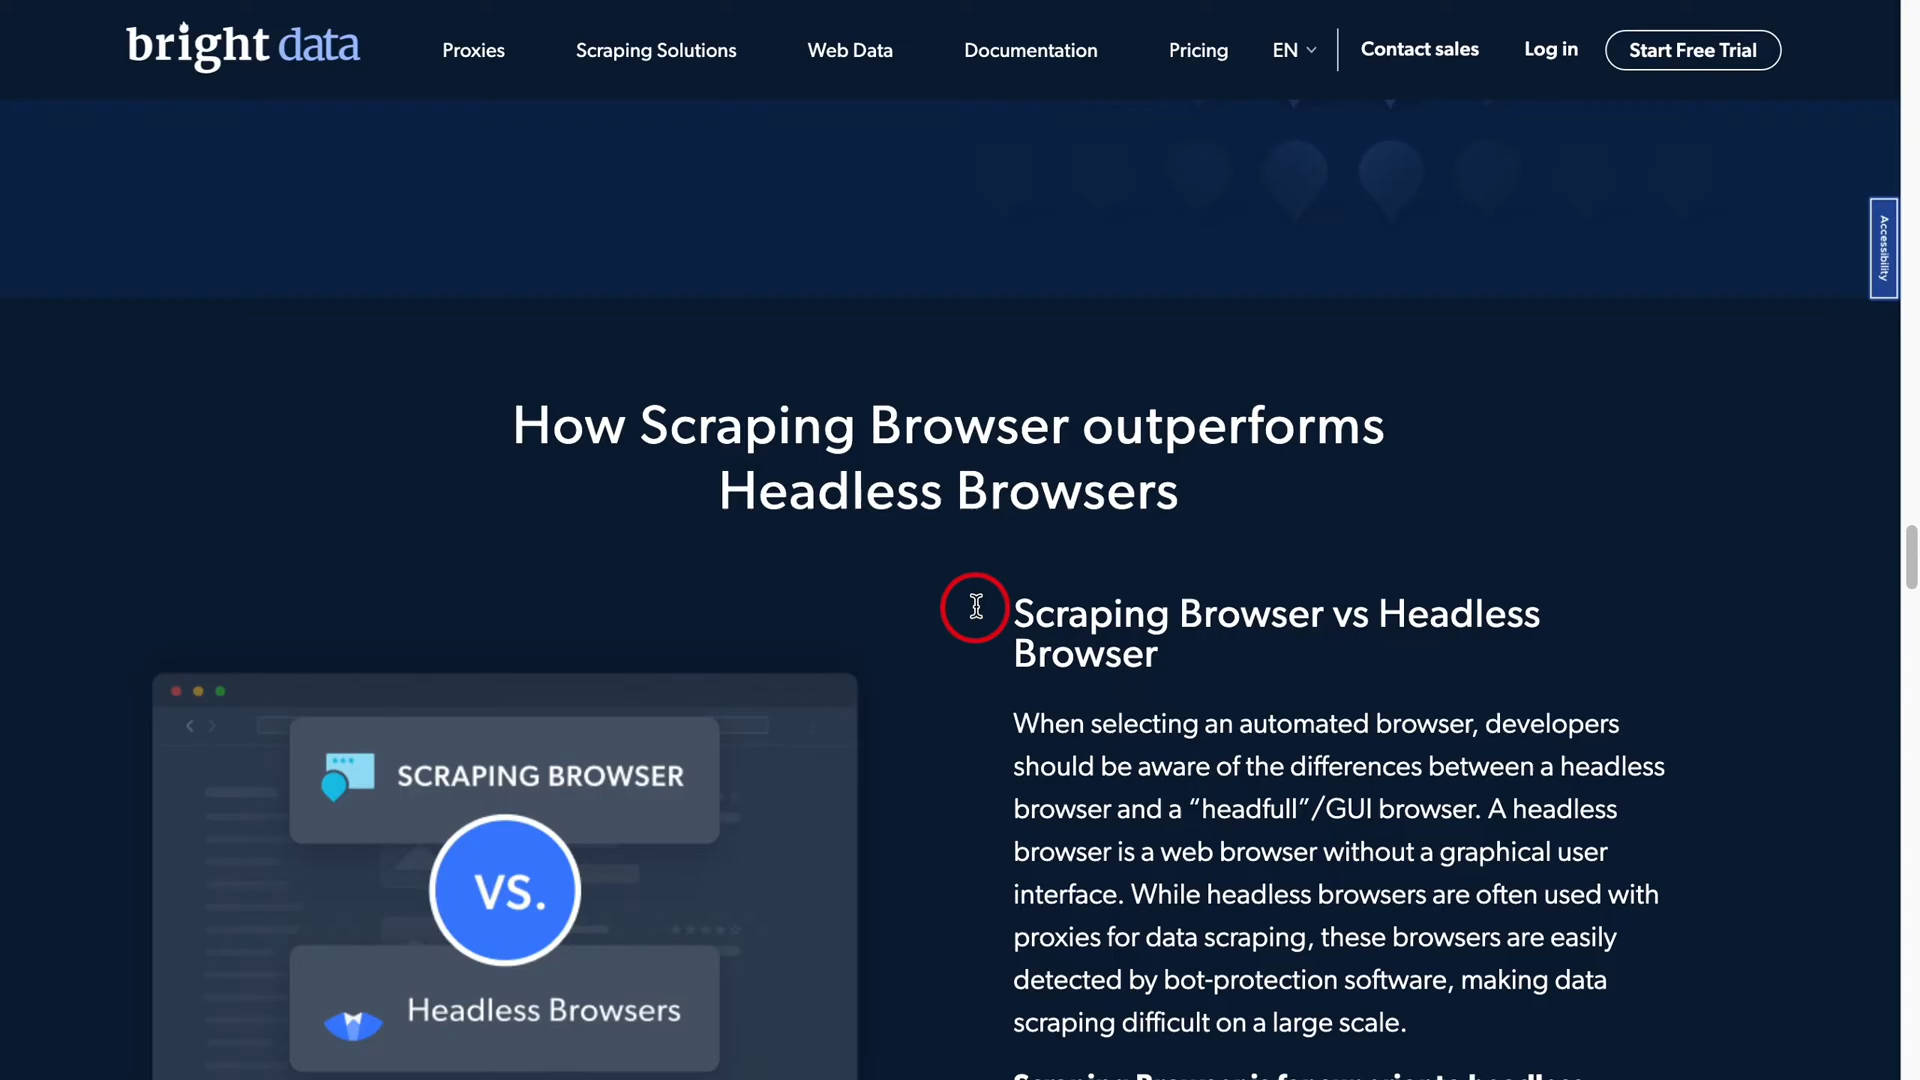 bright data
Proxies
Scraping Solutions
Web Data
Documentation
Pricing
EN
Contact sales
Log in
Start Free Trial
Accessibility
How Scraping Browser outperforms
Headless Browsers
Scraping Browser vs Headless
Browser
When selecting an automated browser, developers
should be aware of the differences between a headless
browser and a “headfull”/GUI browser. A headless
browser is a web browser without a graphical user
interface. While headless browsers are often used with
proxies for data scraping, these browsers are easily
detected by bot-protection software, making data
scraping difficult on a large scale.
SCRAPING BROWSER
VS.
Headless Browsers